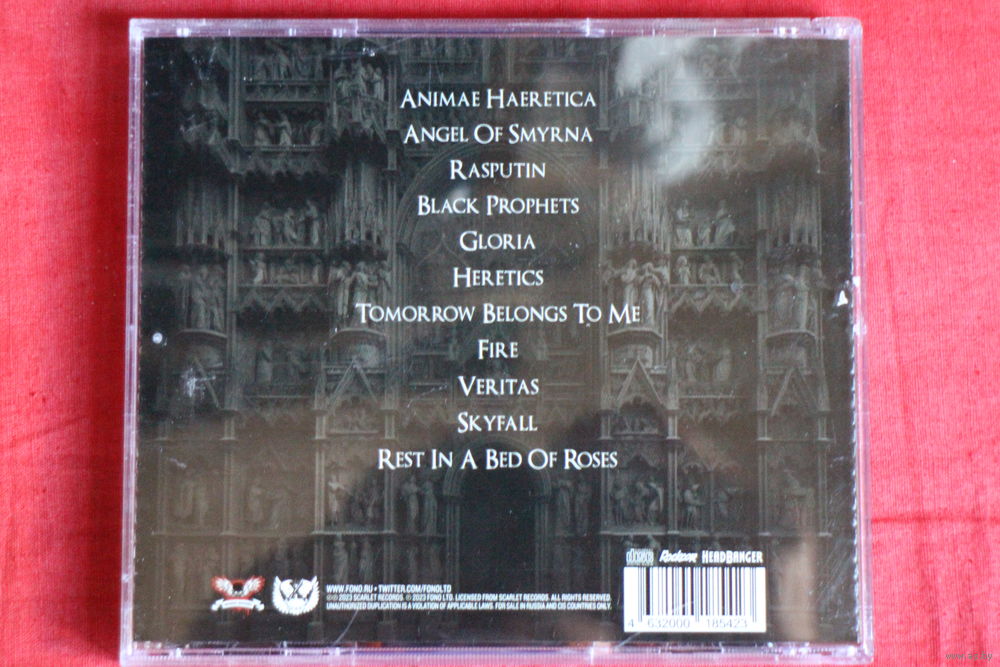 Animae Haeretica
Angel Of Smyrna
Rasputin
Black Prophets
Gloria
Heretics
Tomorrow Belongs To Me
Fire
Veritas
Skyfall
Rest In A Bed Of Roses
HEADBANGER
WWW.FONO.RU • TWITTER.COM/FONOLTD
℗© 2023 SCARLET RECORDS. ℗ 2023 FONO LTD. LICENSED FROM SCARLET RECORDS. ALL RIGHTS RESERVED.
UNAUTHORIZED DUPLICATION IS A VIOLATION OF APPLICABLE LAWS. FOR SALE IN RUSSIA AND CIS COUNTRIES ONLY.
4 632000 185423